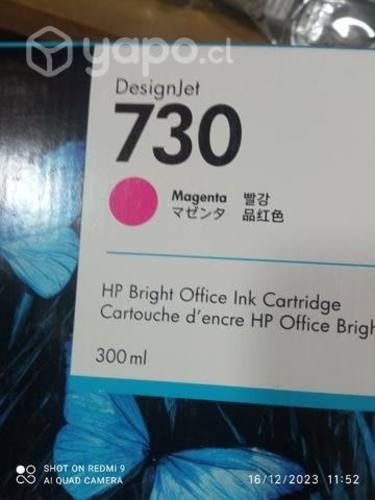 yapo.cl
DesignJet
730
Magenta 빨강
マゼンタ 品红色
HP Bright Office Ink Cartridge
Cartouche d'encre HP Office Brigh
300 ml
SHOT ON REDMI 9
AI QUAD CAMERA
16/12/2023 11:52